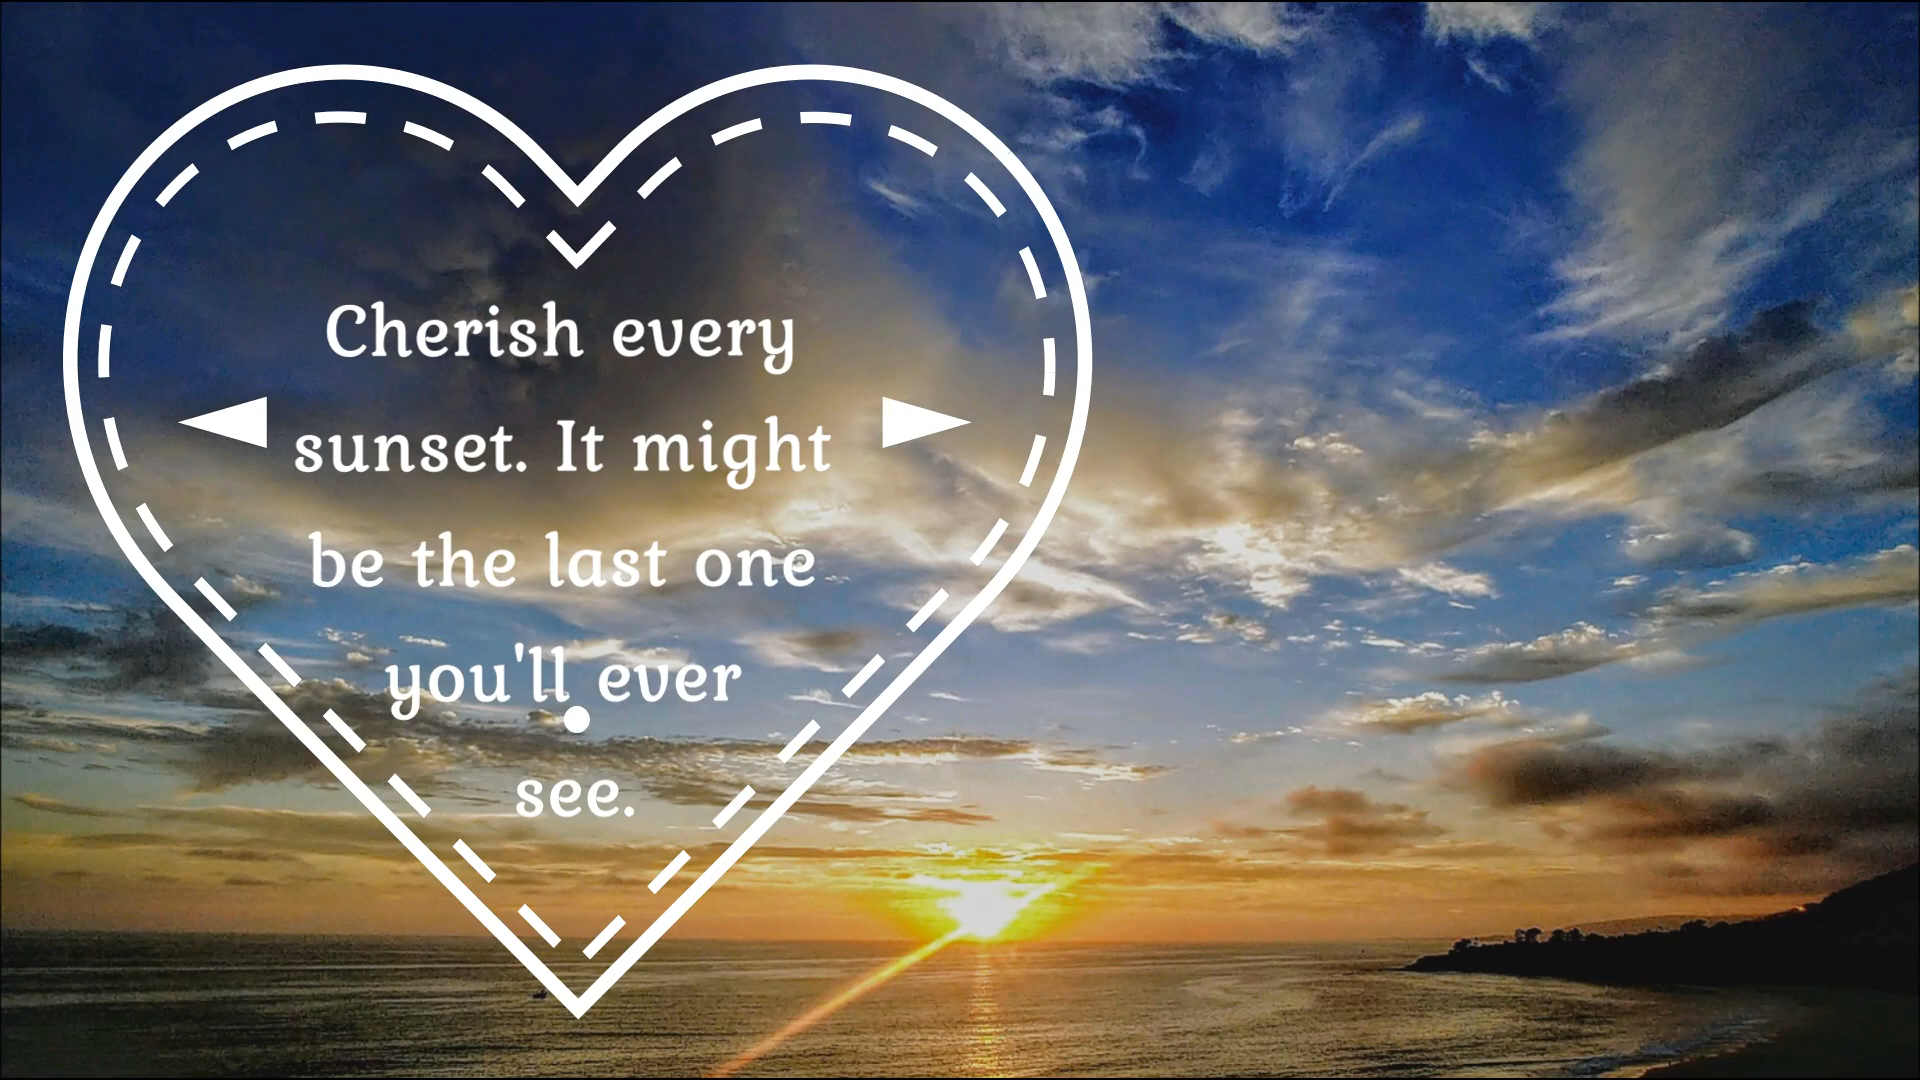 Cherish every
sunset. It might
be the last one
you'll ever
see.